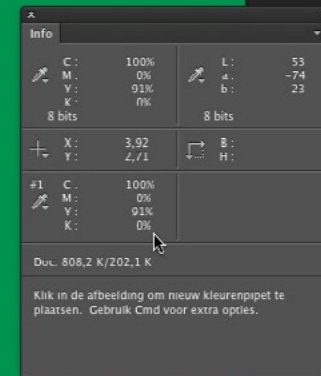 Info
C: 100% L: 53
M: 0% a: -74
Y: 91% b: 23
K: 0%
8 bits 8 bits
X: 3,92 B:
Y: 2,71 H:
#1 C: 100%
M: 0%
Y: 91%
K: 0%
Doc: 808,2 K/202,1 K
Klik in de afbeelding om nieuw kleurenpipet te
plaatsen. Gebruik Cmd voor extra opties.